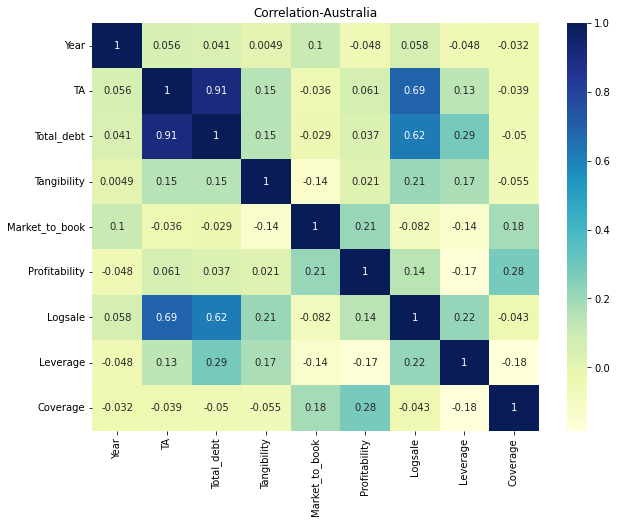 Correlation-Australia
Year 1 0.056 0.041 0.0049 0.1 -0.048 0.058 -0.048 -0.032
TA 0.056 1 0.91 0.15 -0.036 0.061 0.69 0.13 -0.039
Total_debt 0.041 0.91 1 0.15 -0.029 0.037 0.62 0.29 -0.05
Tangibility 0.0049 0.15 0.15 1 -0.14 0.021 0.21 0.17 -0.055
Market_to_book 0.1 -0.036 -0.029 -0.14 1 0.21 -0.082 -0.14 0.18
Profitability -0.048 0.061 0.037 0.021 0.21 1 0.14 -0.17 0.28
Logsale 0.058 0.69 0.62 0.21 -0.082 0.14 1 0.22 -0.043
Leverage -0.048 0.13 0.29 0.17 -0.14 -0.17 0.22 1 -0.18
Coverage -0.032 -0.039 -0.05 -0.055 0.18 0.28 -0.043 -0.18 1
Year TA Total_debt Tangibility Market_to_book Profitability Logsale Leverage Coverage
1.0
0.8
0.6
0.4
0.2
0.0